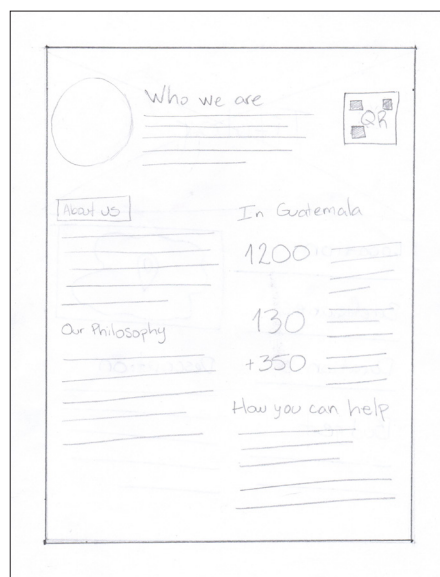 Who we are
QR
About us
Our Philosophy
In Guatemala
1200
130
+350
How you can help